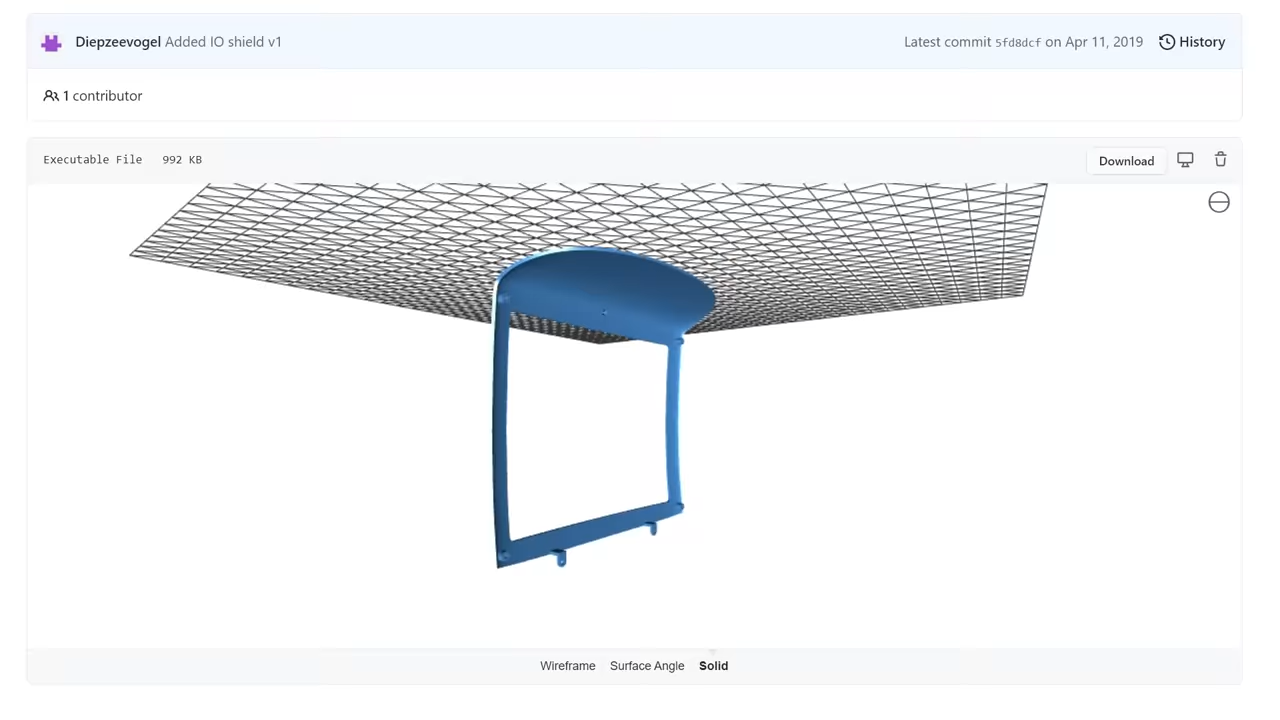 Diepzeevogel Added IO shield v1
Latest commit 5fd8dcf on Apr 11, 2019 History
1 contributor
Executable File 992 KB
Download
Wireframe Surface Angle Solid